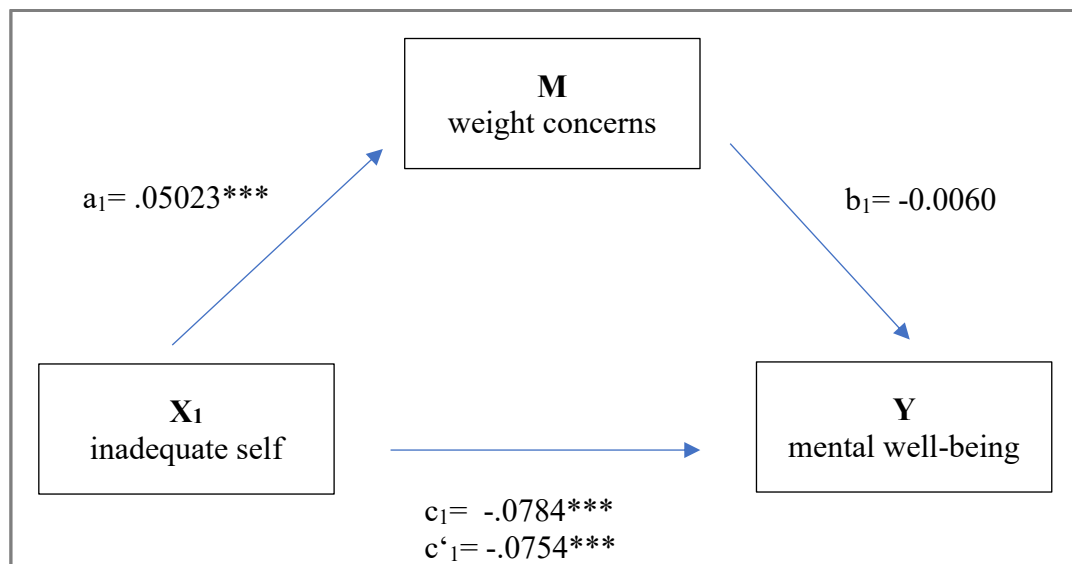 M
weight concerns
a₁= .05023***
b₁= -0.0060
X₁
inadequate self
Y
mental well-being
c₁=  -.0784***
c‘₁= -.0754***